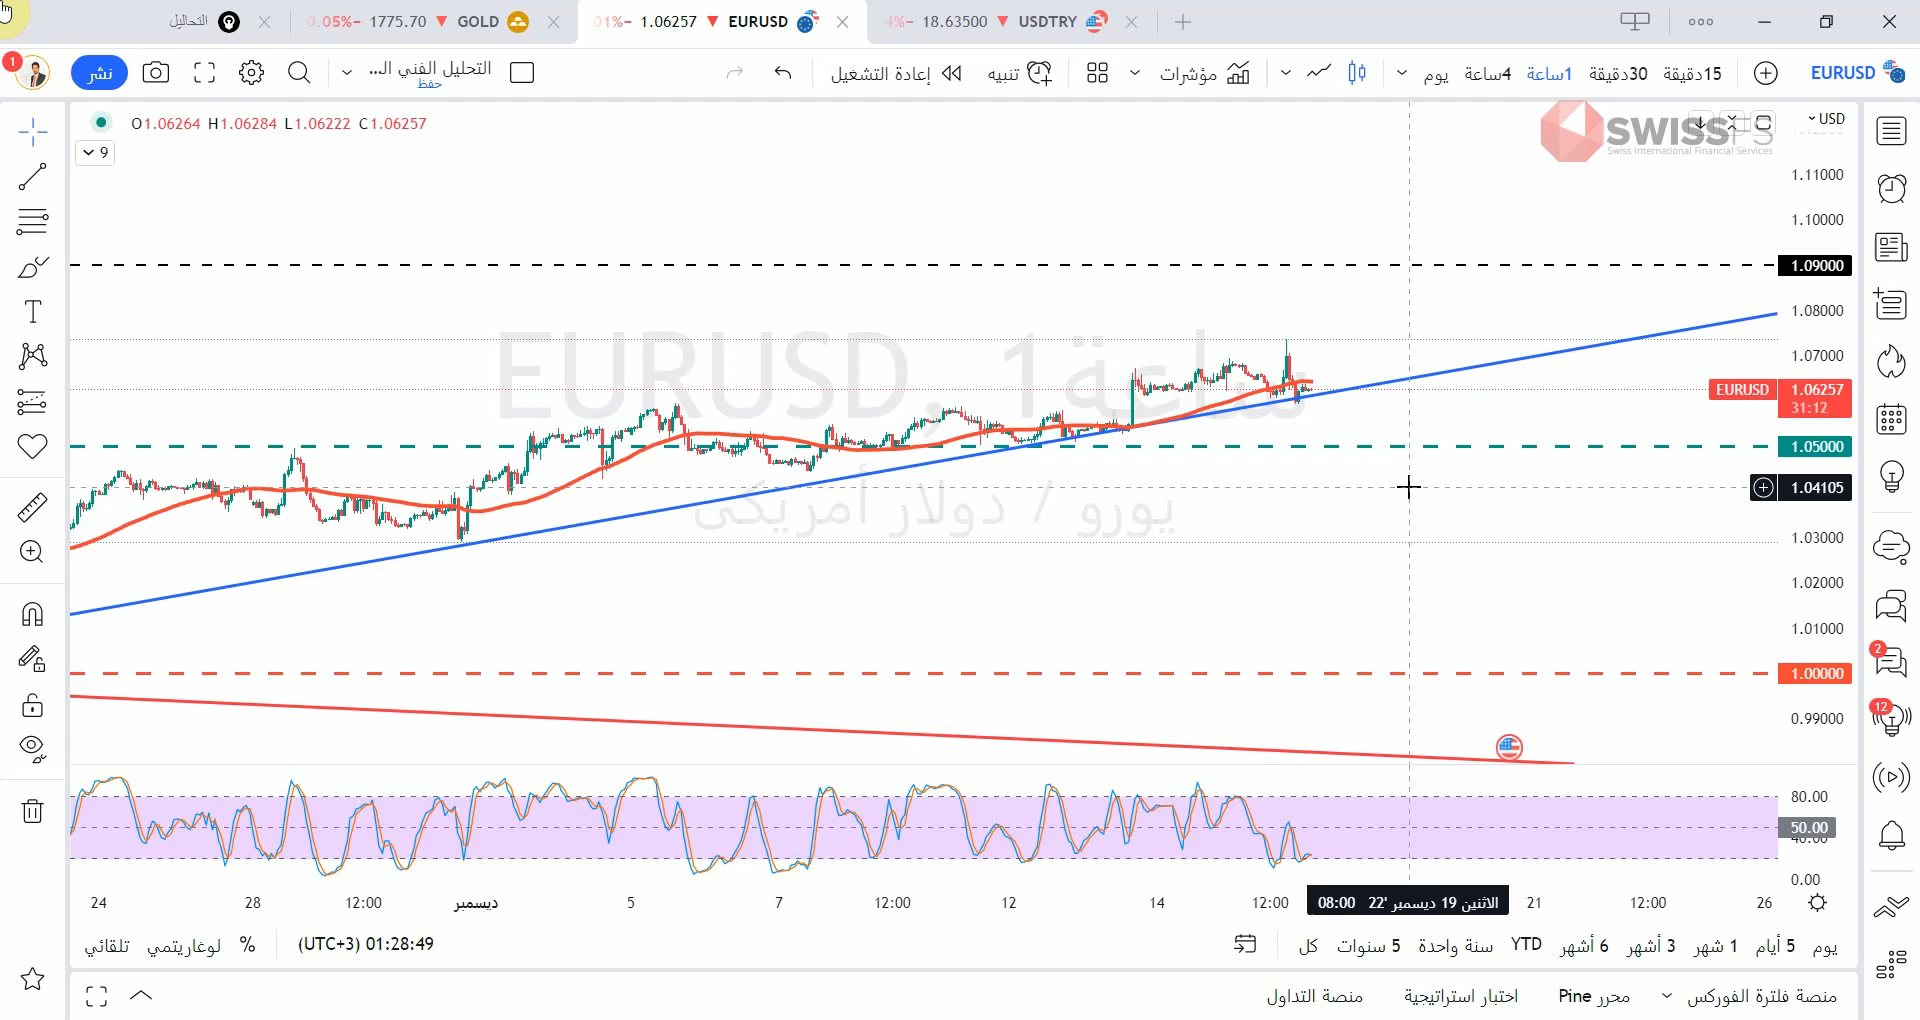 التحاليل
0.05%− 1775.70 ▼ GOLD
01%− 1.06257 ▼ EURUSD
4%− 18.63500 ▼ USDTRY
1
نشر
التحليل الفني ال...
حفظ
إعادة التشغيل
تنبيه
مؤشرات
يوم
4ساعة
1ساعة
30دقيقة
15دقيقة
EURUSD
O1.06264 H1.06284 L1.06222 C1.06257
9
SWISSFS
Swiss International Financial Services
USD
1.11000
1.10000
1.09000
1.08000
1.07000
EURUSD 1.06257
31:12
1.05000
1.04105
1.03000
1.02000
1.01000
1.00000
0.99000
EURUSD, 1ساعة
يورو / دولار أمريكي
80.00
50.00
40.00
0.00
24
28
12:00
ديسمبر
5
7
12:00
12
14
12:00
الاثنين 19 ديسمبر '22 08:00
21
12:00
26
تلقائي
لوغاريتمي
%
01:28:49 (UTC+3)
كل
5 سنوات
سنة واحدة
YTD
6 أشهر
3 أشهر
1 شهر
5 أيام
يوم
منصة فلترة الفوركس
محرر Pine
اختبار استراتيجية
منصة التداول
2
12